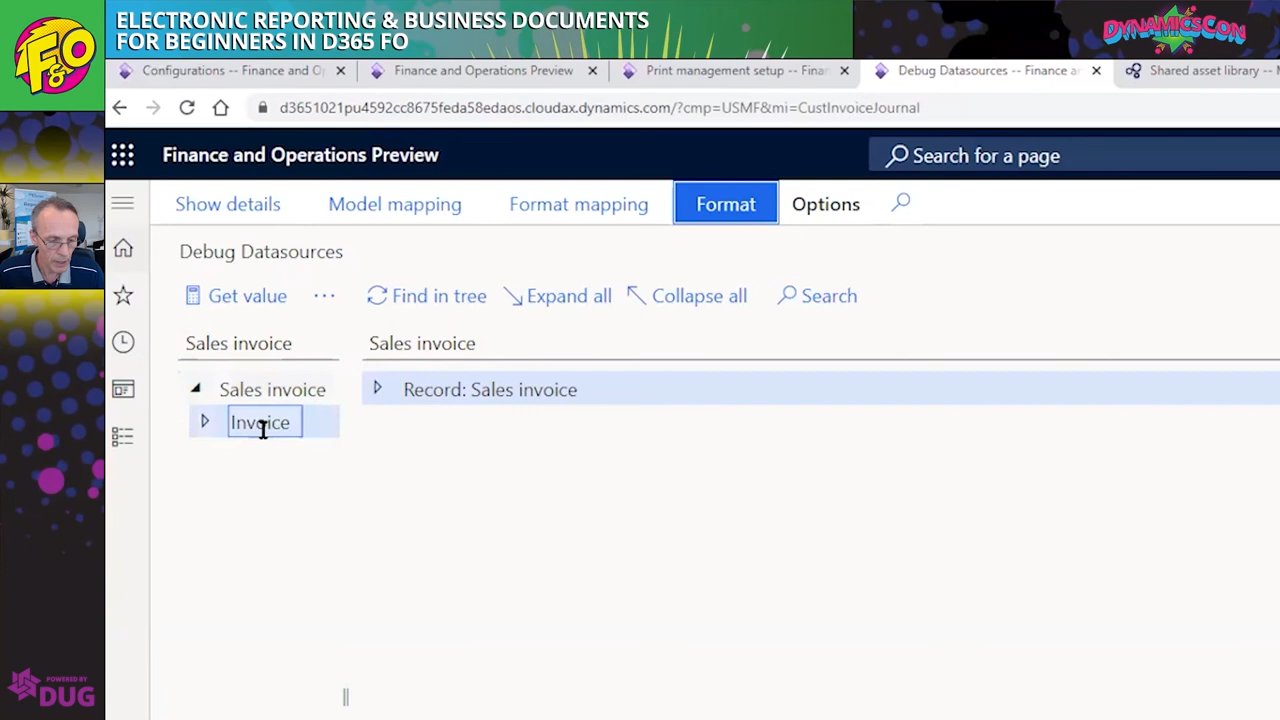 ELECTRONIC REPORTING & BUSINESS DOCUMENTS
FOR BEGINNERS IN D365 FO
F&O
DYNAMICSCON
Configurations -- Finance and O
Finance and Operations Preview
Print management setup -- Finan
Debug Datasources -- Finance a
Shared asset library -- M
d3651021pu4592cc8675feda58edaos.cloudax.dynamics.com/?cmp=USMF&mi=CustInvoiceJournal
Finance and Operations Preview
Search for a page
Show details
Model mapping
Format mapping
Format
Options
Debug Datasources
Get value
Find in tree
Expand all
Collapse all
Search
Sales invoice
Sales invoice
Sales invoice
Record: Sales invoice
Invoice
POWERED BY
DUG